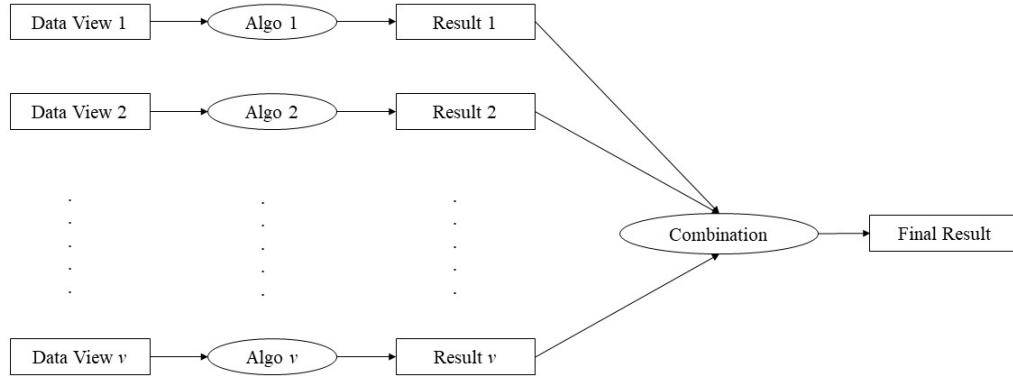 Data View 1
Algo 1
Result 1
Data View 2
Algo 2
Result 2
Combination
Final Result
Data View v
Algo v
Result v